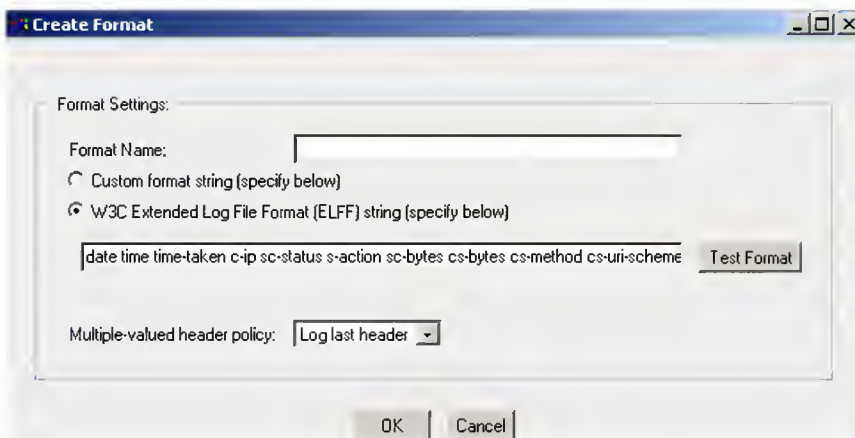 Create Format
Format Settings:
Format Name:
Custom format string (specify below)
W3C Extended Log File Format (ELFF) string (specify below)
date time time-taken c-ip sc-status s-action sc-bytes cs-bytes cs-method cs-uri-scheme
Test Format
Multiple-valued header policy:
Log last header
OK
Cancel